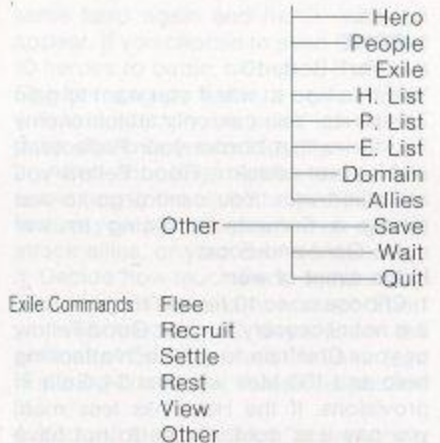 Hero
People
Exile
H. List
P. List
E. List
Domain
Allies
Other Save
Wait
Quit
Exile Commands Flee
Recruit
Settle
Rest
View
Other